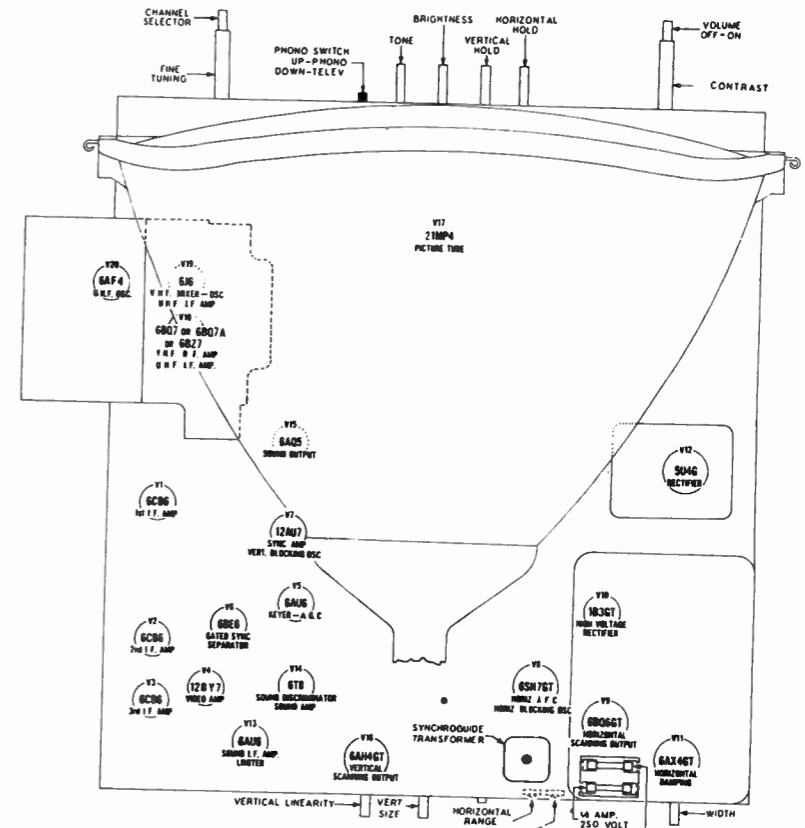 CHANNEL
SELECTOR
FINE
TUNING
PHONO SWITCH
UP-PHONO
DOWN-TELEV
TONE
BRIGHTNESS
VERTICAL
HOLD
HORIZONTAL
HOLD
VOLUME
OFF-ON
CONTRAST
V17
21MP4
PICTURE TUBE
V20
6AF4
U.H.F. OSC.
V19
6J6
V.H.F. MIXER-OSC
U H F I.F. AMP
V18
6BQ7 OR 6BQ7A
OR 6BZ7
V H F R F. AMP
U H F I.F. AMP.
V15
6AQ5
SOUND OUTPUT
V12
5U4G
RECTIFIER
V1
6CB6
1st I F. AMP
V7
12AU7
SYNC AMP
VERT. BLOCKING OSC
V5
6AU6
KEYER-A G C
V10
1B3GT
HIGH VOLTAGE
RECTIFIER
V2
6CB6
2nd I.F. AMP
V6
6BE6
GATED SYNC
SEPARATOR
V3
6CB6
3rd I F. AMP
V4
12BY7
VIDEO AMP
V14
6T8
SOUND DISCRIMINATOR
SOUND AMP
V8
6SN7GT
HORIZ A F C
HORIZ BLOCKING OSC
V9
6BQ6GT
HORIZONTAL
SCANNING OUTPUT
V13
6AU6
SOUND I.F. AMP.
LIMITER
V16
6AH4GT
VERTICAL
SCANNING OUTPUT
SYNCHROGUIDE
TRANSFORMER
V11
6AX4GT
HORIZONTAL
DAMPING
VERTICAL LINEARITY
VERT
SIZE
HORIZONTAL
RANGE
1/4 AMP.
250 VOLT
WIDTH